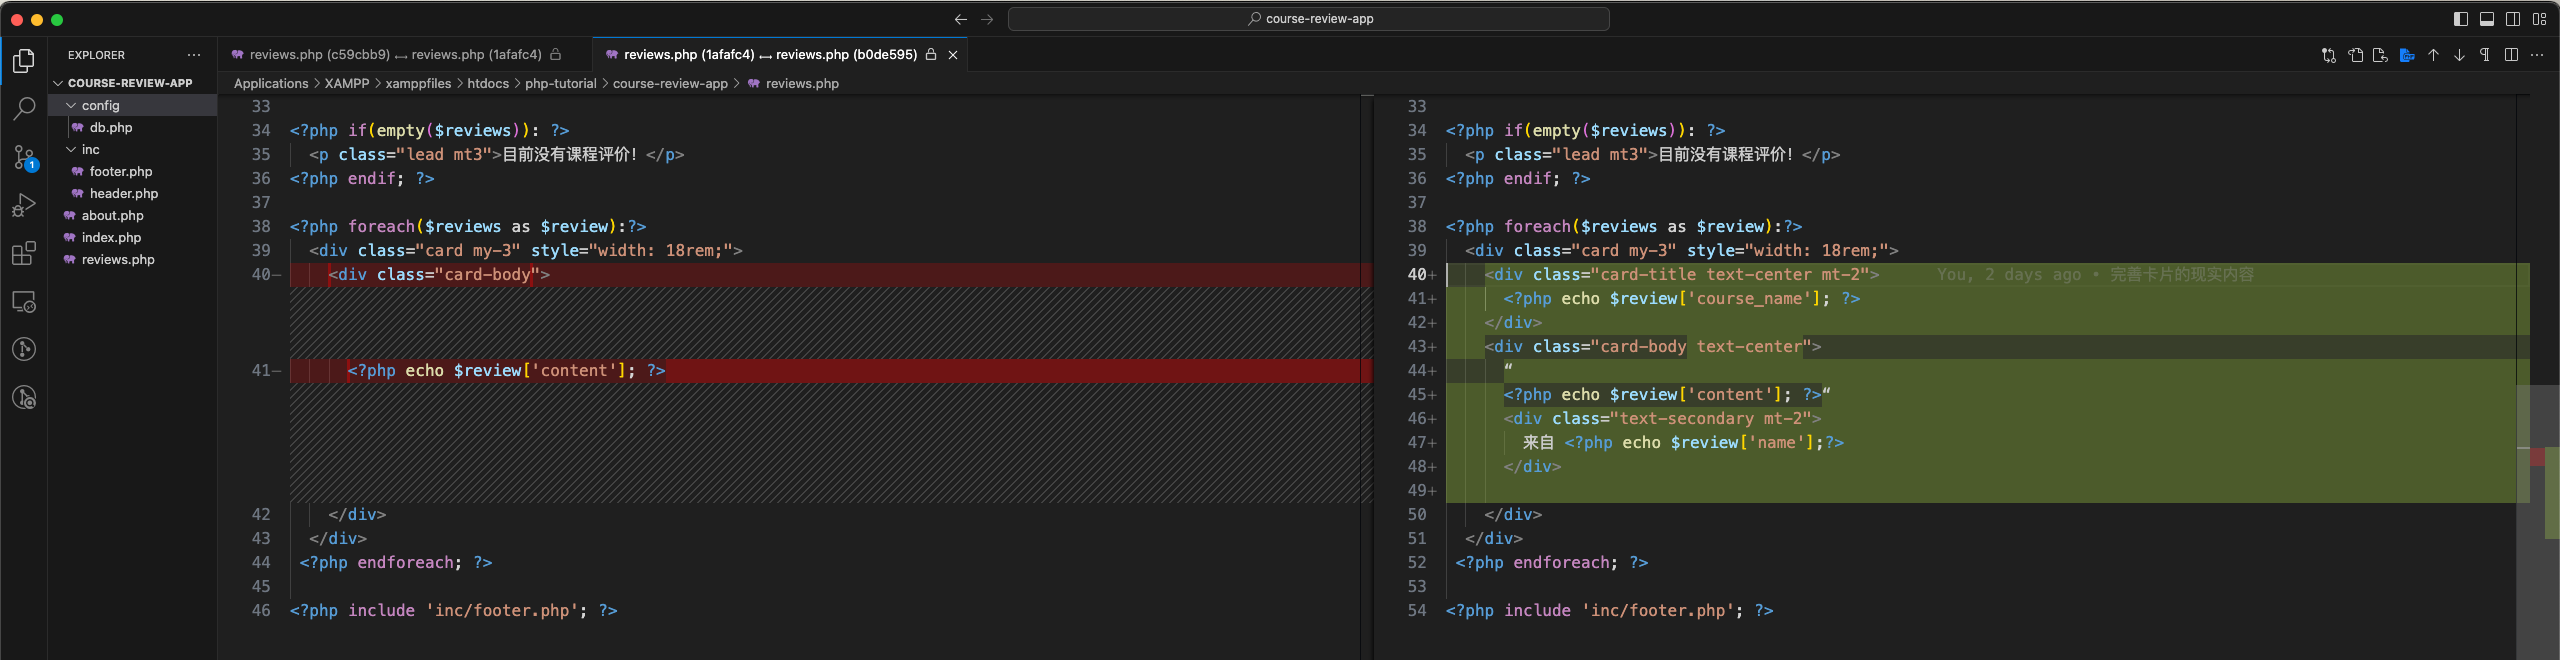 course-review-app
EXPLORER ···
reviews.php (c59cbb9) ↔ reviews.php (1afafc4)
reviews.php (1afafc4) ↔ reviews.php (b0de595)
COURSE-REVIEW-APP
config
db.php
inc
footer.php
header.php
about.php
index.php
reviews.php
1
Applications > XAMPP > xamppfiles > htdocs > php-tutorial > course-review-app > reviews.php
33
34 <?php if(empty($reviews)): ?>
35 <p class="lead mt3">目前没有课程评价! </p>
36 <?php endif; ?>
37
38 <?php foreach($reviews as $review):?>
39 <div class="card my-3" style="width: 18rem;">
40— <div class="card-body">
41— <?php echo $review['content']; ?>
42 </div>
43 </div>
44 <?php endforeach; ?>
45
46 <?php include 'inc/footer.php'; ?>
33
34 <?php if(empty($reviews)): ?>
35 <p class="lead mt3">目前没有课程评价! </p>
36 <?php endif; ?>
37
38 <?php foreach($reviews as $review):?>
39 <div class="card my-3" style="width: 18rem;">
40+ <div class="card-title text-center mt-2"> You, 2 days ago • 完善卡片的现实内容
41+ <?php echo $review['course_name']; ?>
42+ </div>
43+ <div class="card-body text-center">
44+ “
45+ <?php echo $review['content']; ?>“
46+ <div class="text-secondary mt-2">
47+ 来自 <?php echo $review['name'];?>
48+ </div>
49+
50 </div>
51 </div>
52 <?php endforeach; ?>
53
54 <?php include 'inc/footer.php'; ?>